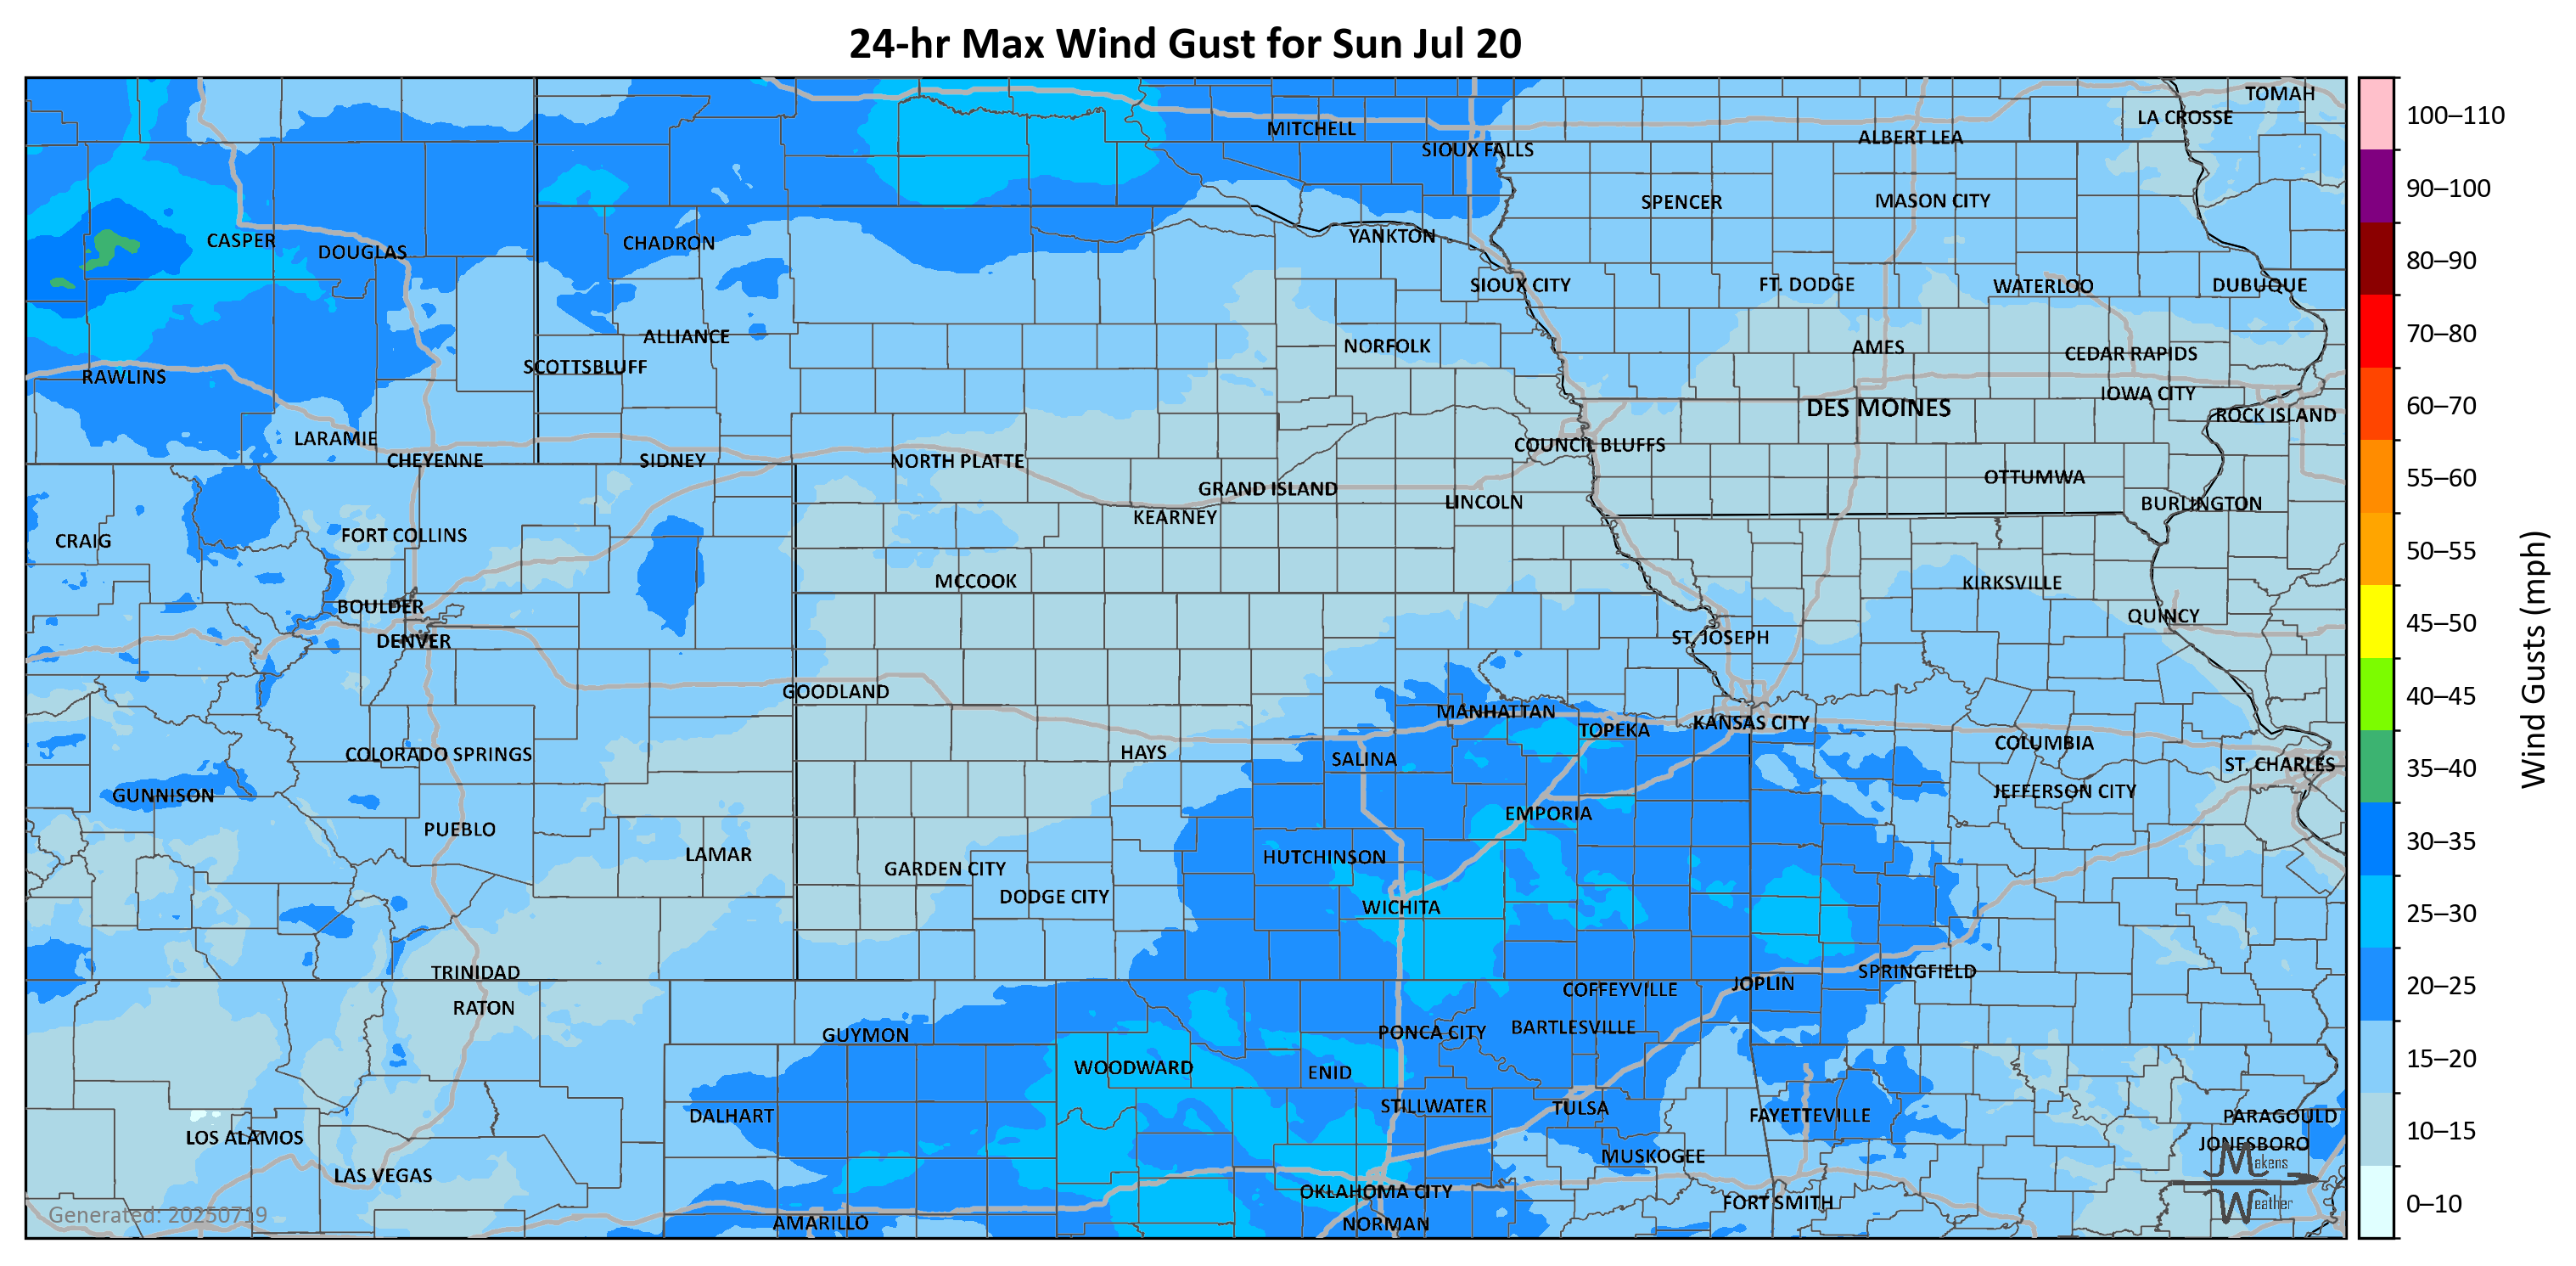 24-hr Max Wind Gust for Sun Jul 20
TOMAH
LA CROSSE
MITCHELL
ALBERT LEA
SIOUX FALLS
SPENCER
MASON CITY
CASPER
DOUGLAS
CHADRON
YANKTON
SIOUX CITY
FT. DODGE
WATERLOO
DUBUQUE
ALLIANCE
NORFOLK
AMES
CEDAR RAPIDS
SCOTTSBLUFF
RAWLINS
IOWA CITY
DES MOINES
ROCK ISLAND
LARAMIE
COUNCIL BLUFFS
CHEYENNE
SIDNEY
NORTH PLATTE
OTTUMWA
GRAND ISLAND
LINCOLN
BURLINGTON
KEARNEY
CRAIG
FORT COLLINS
MCCOOK
KIRKSVILLE
BOULDER
QUINCY
DENVER
ST. JOSEPH
GOODLAND
MANHATTAN
TOPEKA
KANSAS CITY
COLORADO SPRINGS
HAYS
SALINA
COLUMBIA
ST. CHARLES
GUNNISON
JEFFERSON CITY
EMPORIA
PUEBLO
LAMAR
HUTCHINSON
GARDEN CITY
DODGE CITY
WICHITA
TRINIDAD
SPRINGFIELD
JOPLIN
COFFEYVILLE
RATON
GUYMON
PONCA CITY
BARTLESVILLE
WOODWARD
ENID
DALHART
STILLWATER
TULSA
FAYETTEVILLE
PARAGOULD
LOS ALAMOS
JONESBORO
MUSKOGEE
LAS VEGAS
OKLAHOMA CITY
FORT SMITH
AMARILLO
NORMAN
Generated: 20250719
Makens
Weather
100–110
90–100
80–90
70–80
60–70
55–60
50–55
45–50
40–45
35–40
30–35
25–30
20–25
15–20
10–15
0–10
Wind Gusts (mph)